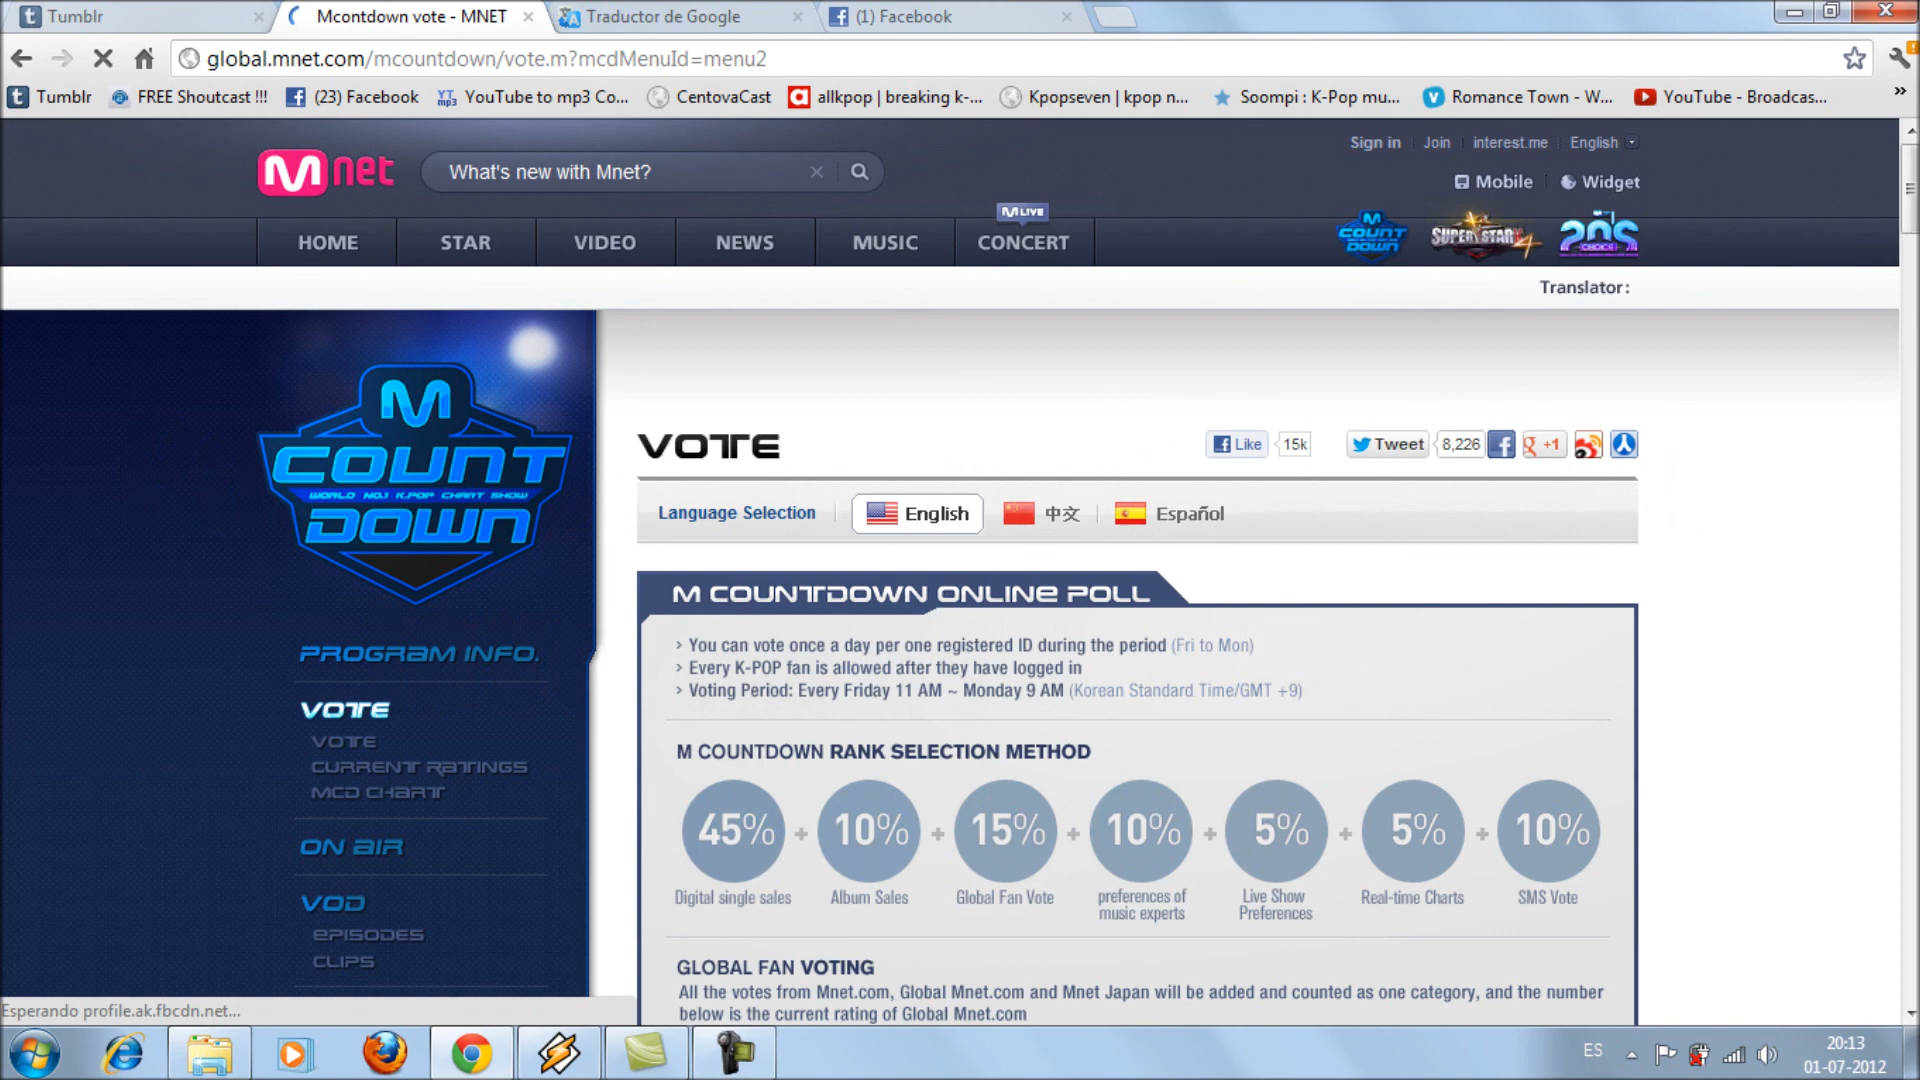 Tumblr
Mcontdown vote - MNET
Traductor de Google
(1) Facebook
global.mnet.com/mcountdown/vote.m?mcdMenuId=menu2
Tumblr
FREE Shoutcast !!!
(23) Facebook
YouTube to mp3 Co...
CentovaCast
allkpop | breaking k-...
Kpopseven | kpop n...
Soompi : K-Pop mu...
Romance Town - W...
YouTube - Broadcas...
Sign in
Join
interest.me
English
Mnet
What's new with Mnet?
Mobile
Widget
M LIVE
HOME
STAR
VIDEO
NEWS
MUSIC
CONCERT
M COUNT DOWN
SUPER STAR 4
20'S CHOICE
Translator:
M
COUNT
WORLD NO.1 K.POP CHART SHOW
DOWN
VOTE
Like
15k
Tweet
8,226
+1
Language Selection
English
中文
Español
M COUNTDOWN ONLINE POLL
> You can vote once a day per one registered ID during the period (Fri to Mon)
> Every K-POP fan is allowed after they have logged in
> Voting Period: Every Friday 11 AM ~ Monday 9 AM (Korean Standard Time/GMT +9)
PROGRAM INFO.
VOTE
VOTE
CURRENT RATINGS
MCD CHART
ON AIR
VOD
EPISODES
CLIPS
M COUNTDOWN RANK SELECTION METHOD
45% + 10% + 15% + 10% + 5% + 5% + 10%
Digital single sales
Album Sales
Global Fan Vote
preferences of
music experts
Live Show
Preferences
Real-time Charts
SMS Vote
GLOBAL FAN VOTING
All the votes from Mnet.com, Global Mnet.com and Mnet Japan will be added and counted as one category, and the number
below is the current rating of Global Mnet.com
Esperando profile.ak.fbcdn.net...
ES
20:13
01-07-2012